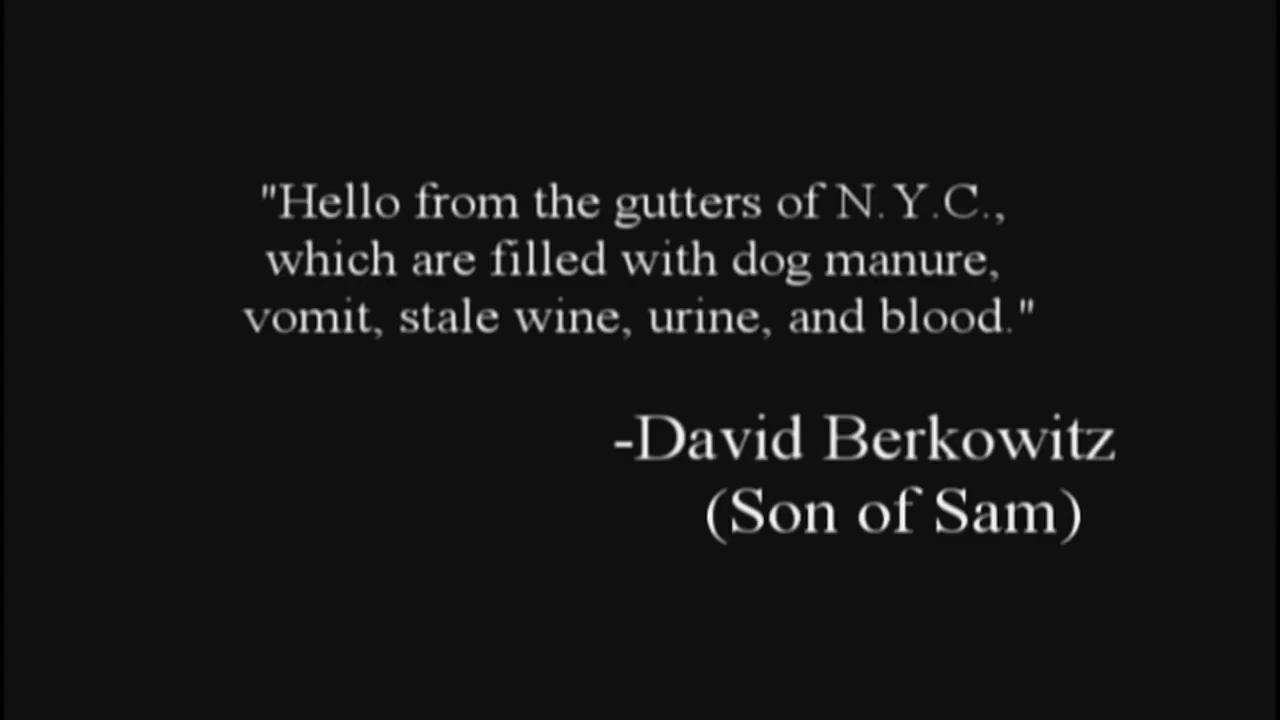 "Hello from the gutters of N.Y.C.,
which are filled with dog manure,
vomit, stale wine, urine, and blood."
-David Berkowitz
(Son of Sam)